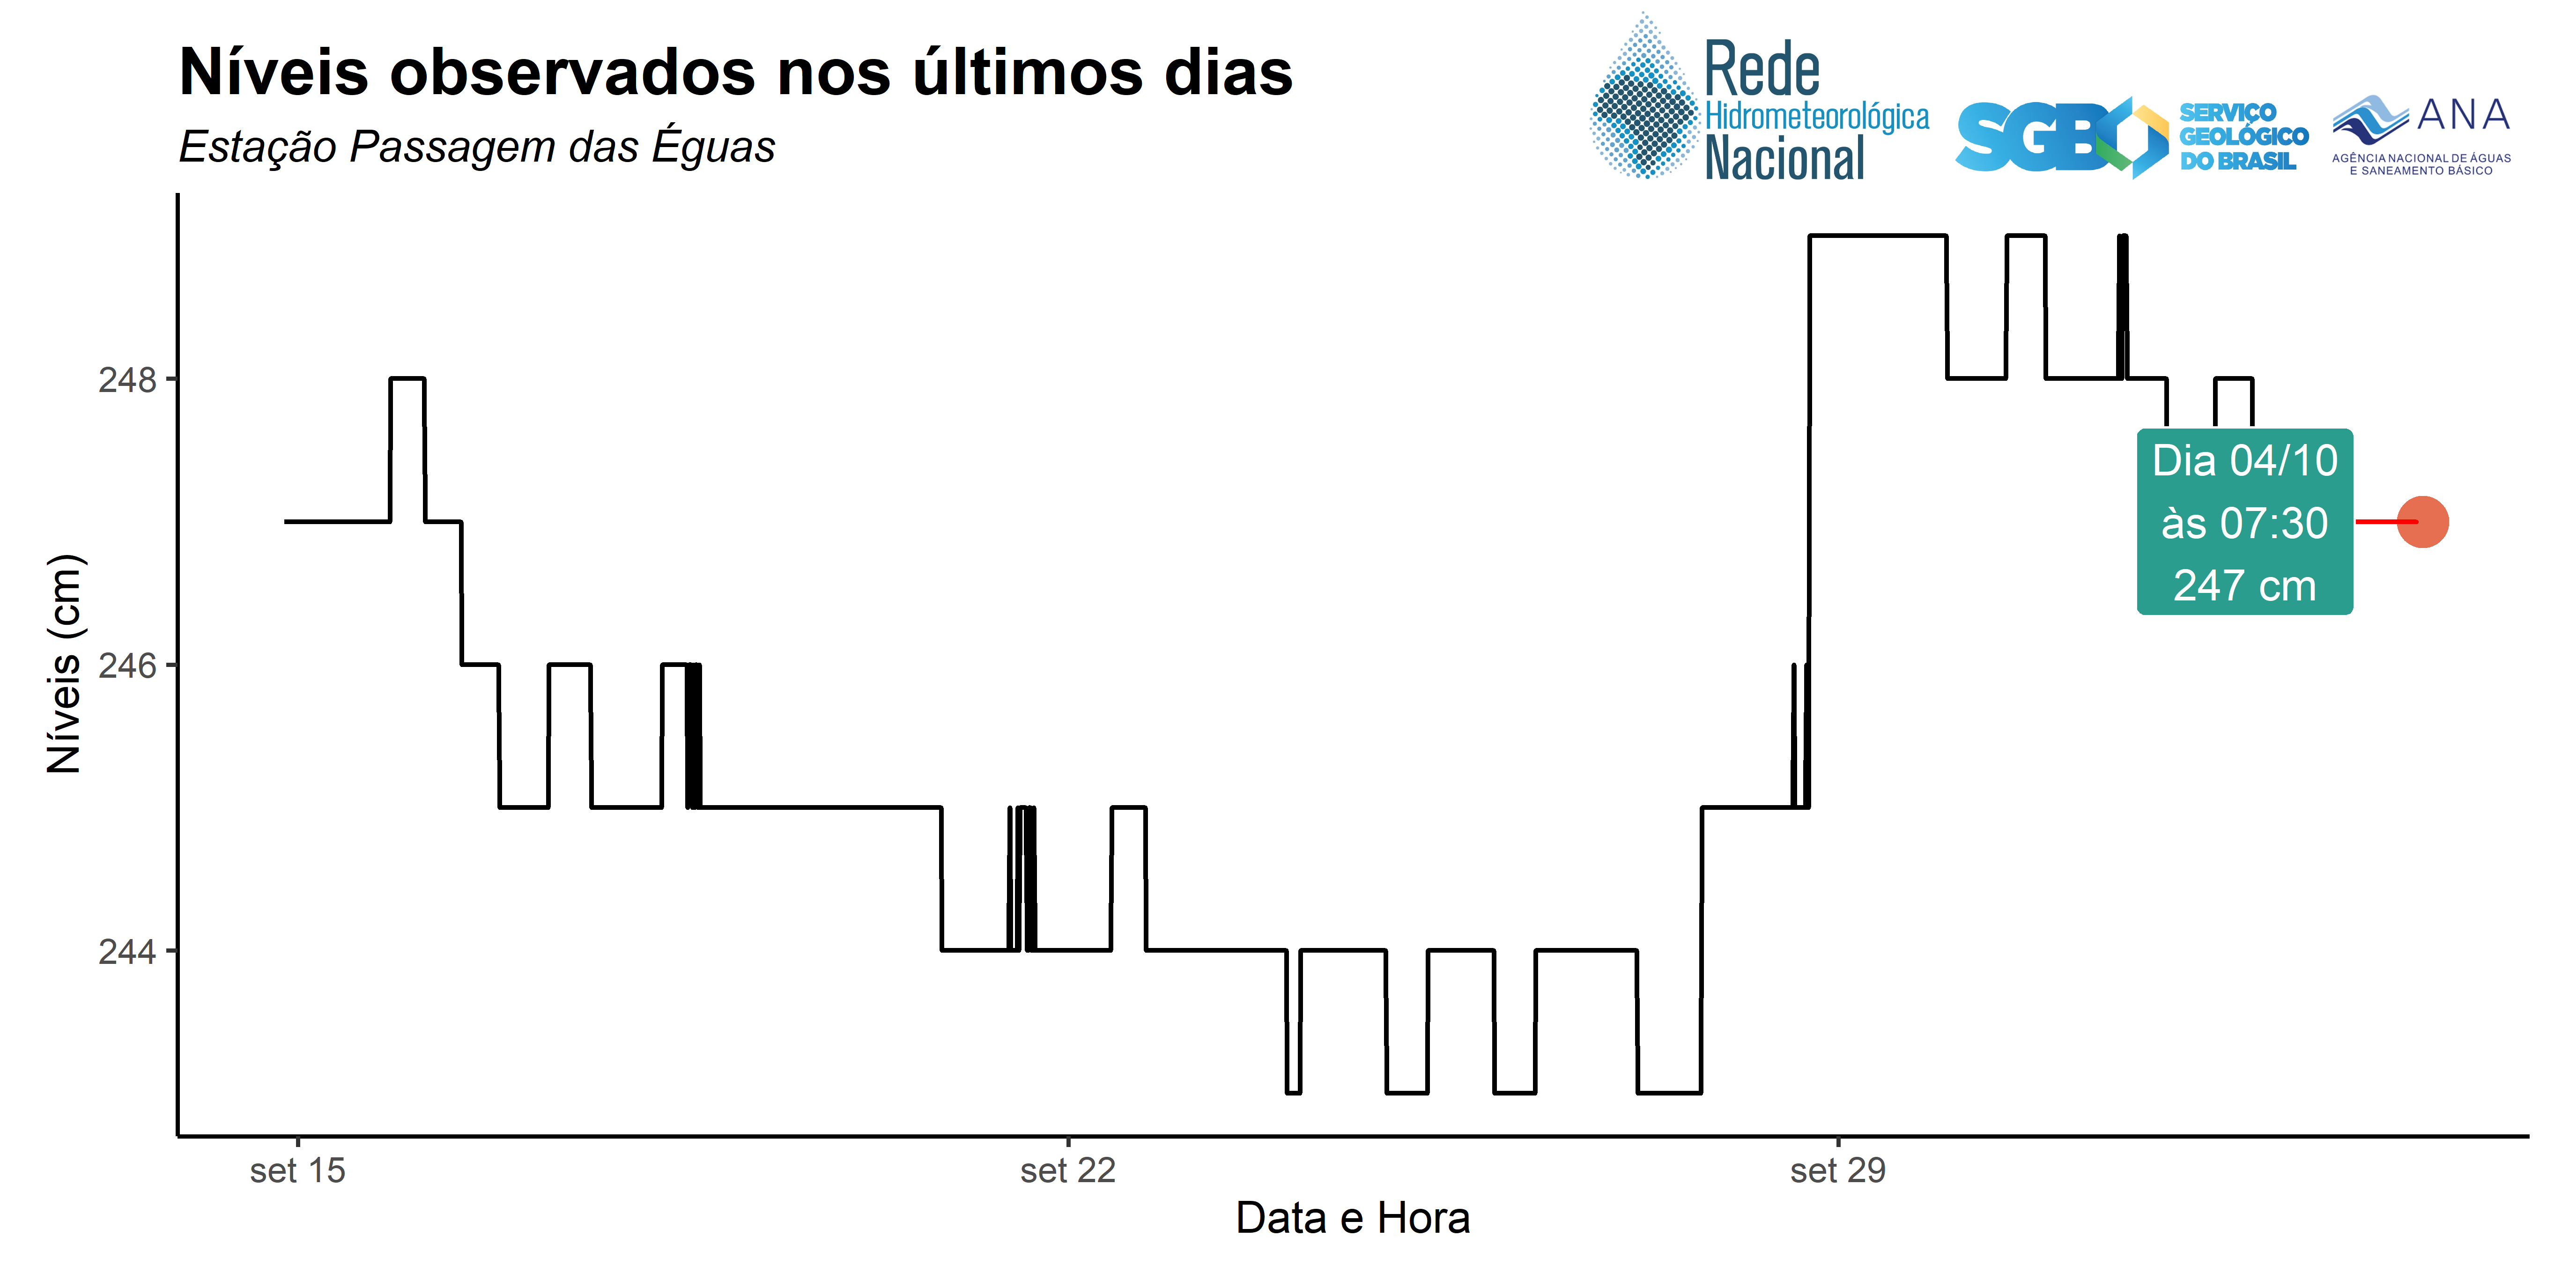 Níveis observados nos últimos dias
Estação Passagem das Éguas
Rede
Hidrometeorológica
Nacional
SGB
SERVIÇO
GEOLÓGICO
DO BRASIL
ANA
AGÊNCIA NACIONAL DE ÁGUAS
E SANEAMENTO BÁSICO
Níveis (cm)
248
246
244
Dia 04/10
às 07:30
247 cm
set 15
set 22
set 29
Data e Hora